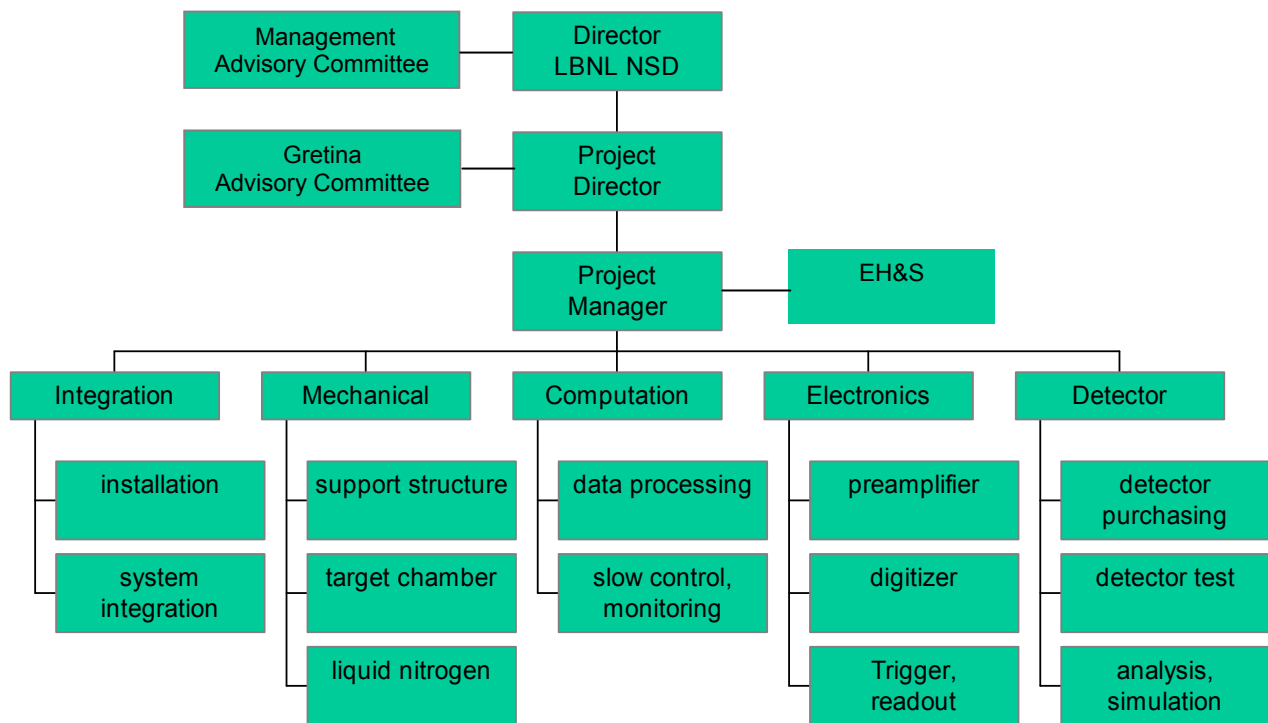 Management
Advisory Committee
Director
LBNL NSD
Gretina
Advisory Committee
Project
Director
Project
Manager
EH&S
Integration
Mechanical
Computation
Electronics
Detector
installation
support structure
data processing
preamplifier
detector
purchasing
system
integration
target chamber
slow control,
monitoring
digitizer
detector test
liquid nitrogen
Trigger,
readout
analysis,
simulation